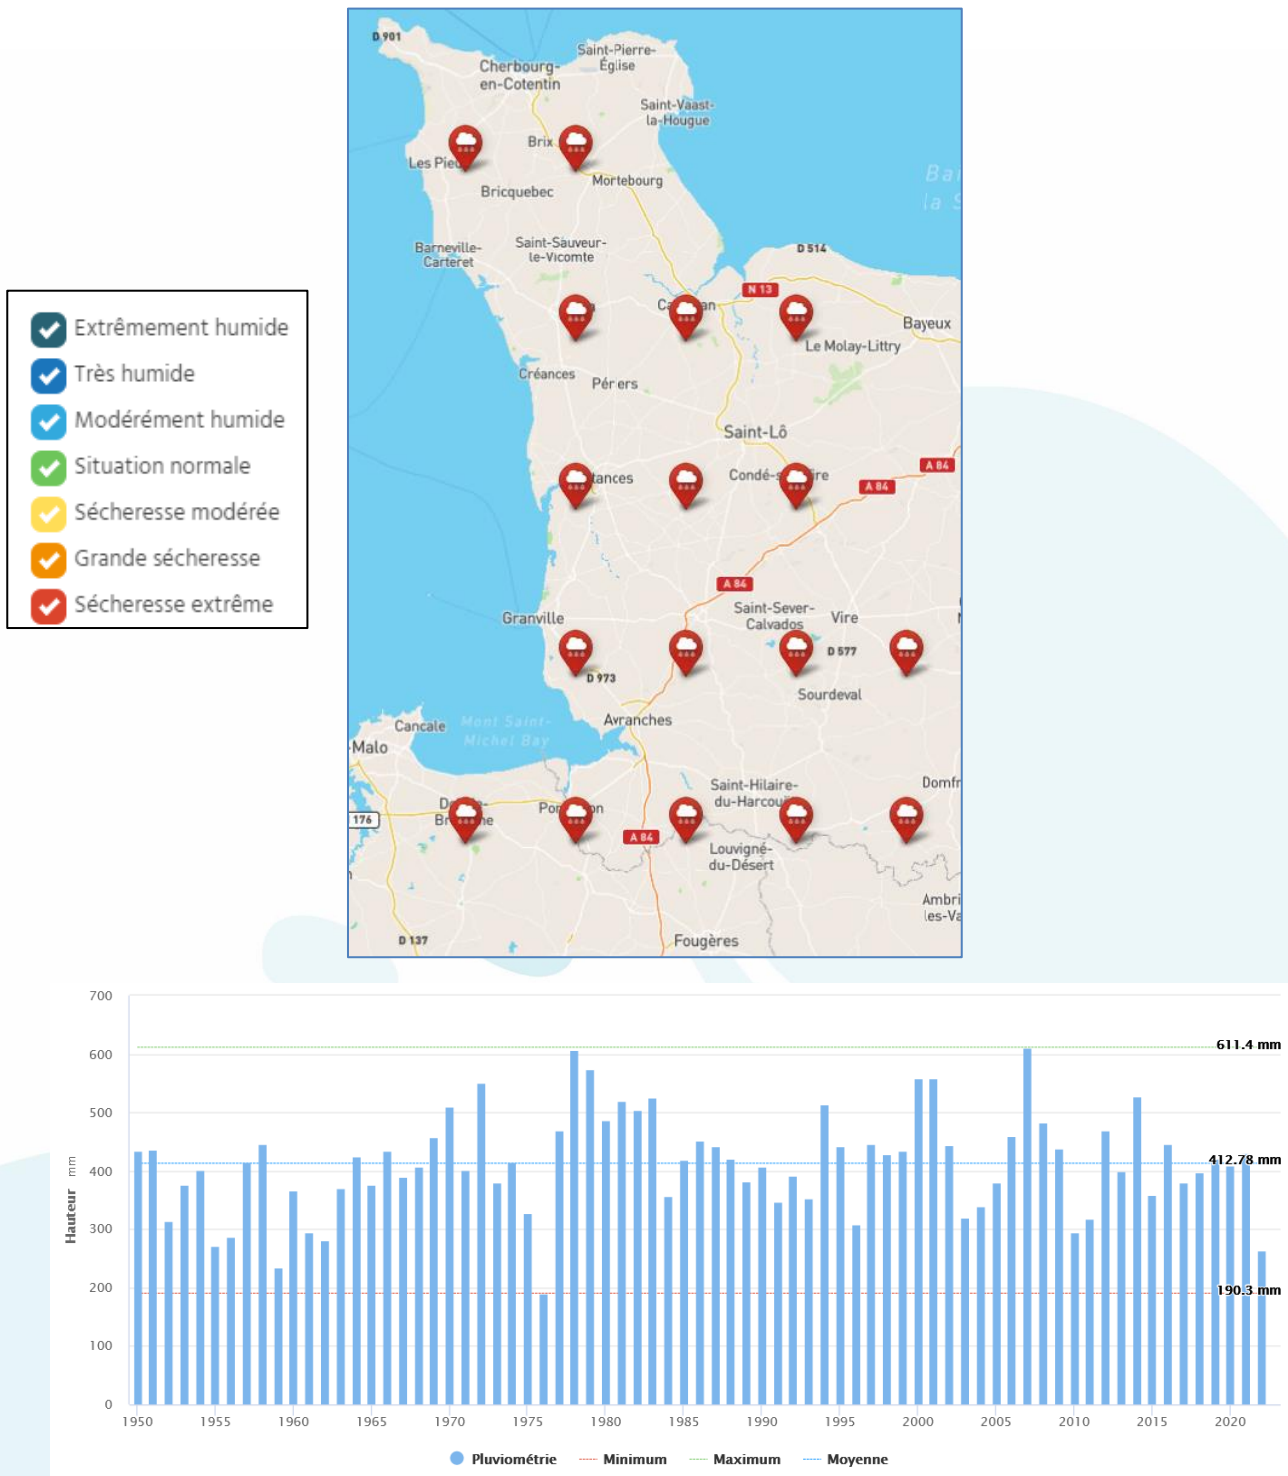 D 901
Saint-Pierre-
Église
Cherbourg-
en-Cotentin
Saint-Vaast-
la-Hougue
Brix
Les Pie
Mortebourg
Bricquebec
Barneville-
Carteret
Saint-Sauveur-
le-Vicomte
D 514
N 13
Bayeux
Le Molay-Littry
Créances
Périers
Saint-Lô
A 84
tances
Condé-s
ire
A 84
A 84
Granville
Saint-Sever-
Calvados
Vire
D 577
D 973
Sourdeval
Avranches
Cancale
Mont Saint-
Michel Bay
-Malo
Saint-Hilaire-
du-Harcou
Domfr
176
Por
on
A 84
Louvigné-
du-Désert
Ambri
les-Va
D 137
Fougères
Extrêmement humide
Très humide
Modérément humide
Situation normale
Sécheresse modérée
Grande sécheresse
Sécheresse extrême
700
600
500
400
300
200
100
0
Hauteur mm
611.4 mm
412.78 mm
190.3 mm
1950 1955 1960 1965 1970 1975 1980 1985 1990 1995 2000 2005 2010 2015 2020
Pluviométrie Minimum Maximum Moyenne